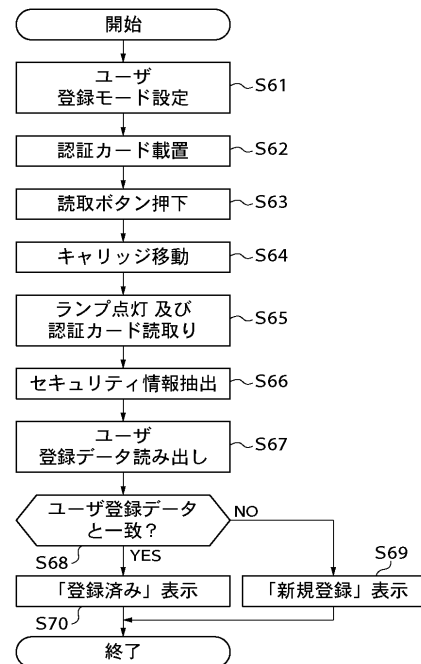 開始
ユーザ
登録モード設定
S61
認証カード載置
S62
読取ボタン押下
S63
キャリッジ移動
S64
ランプ点灯 及び
認証カード読取り
S65
セキュリティ情報抽出
S66
ユーザ
登録データ読み出し
S67
ユーザ登録データ
と一致？
NO
S68
YES
S69
「登録済み」表示
「新規登録」表示
S70
終了